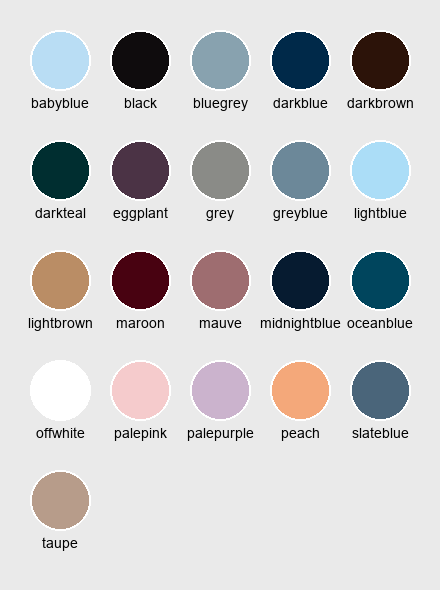 babyblue black bluegrey darkblue darkbrown
darkteal eggplant grey greyblue lightblue
lightbrown maroon mauve midnightblue oceanblue
offwhite palepink palepurple peach slateblue
taupe